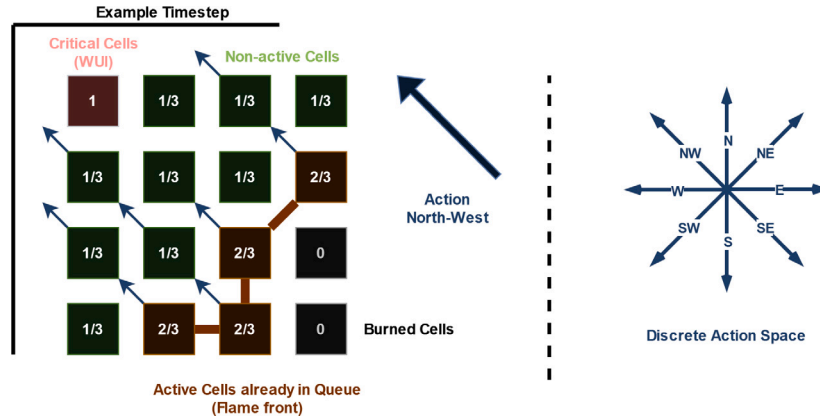 Example Timestep
Critical Cells
(WUI)
Non-active Cells
1 1/3 1/3 1/3
1/3 1/3 1/3 2/3
1/3 1/3 2/3 0
1/3 2/3 2/3 0
Burned Cells
Active Cells already in Queue
(Flame front)
Action
North-West
N
NW NE
W E
SW SE
S
Discrete Action Space